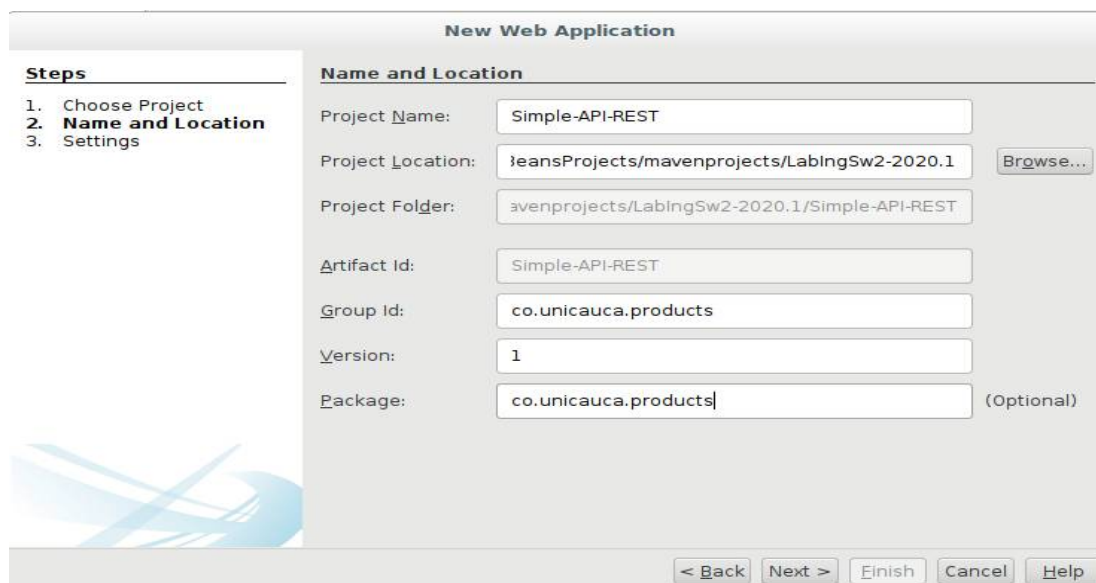 New Web Application
Steps
1. Choose Project
2. Name and Location
3. Settings
Name and Location
Project Name: Simple-API-REST
Project Location: BeansProjects/mavenprojects/LabIngSw2-2020.1 Browse...
Project Folder: avenprojects/LabIngSw2-2020.1/Simple-API-REST
Artifact Id: Simple-API-REST
Group Id: co.unicauca.products
Version: 1
Package: co.unicauca.products (Optional)
< Back Next > Finish Cancel Help